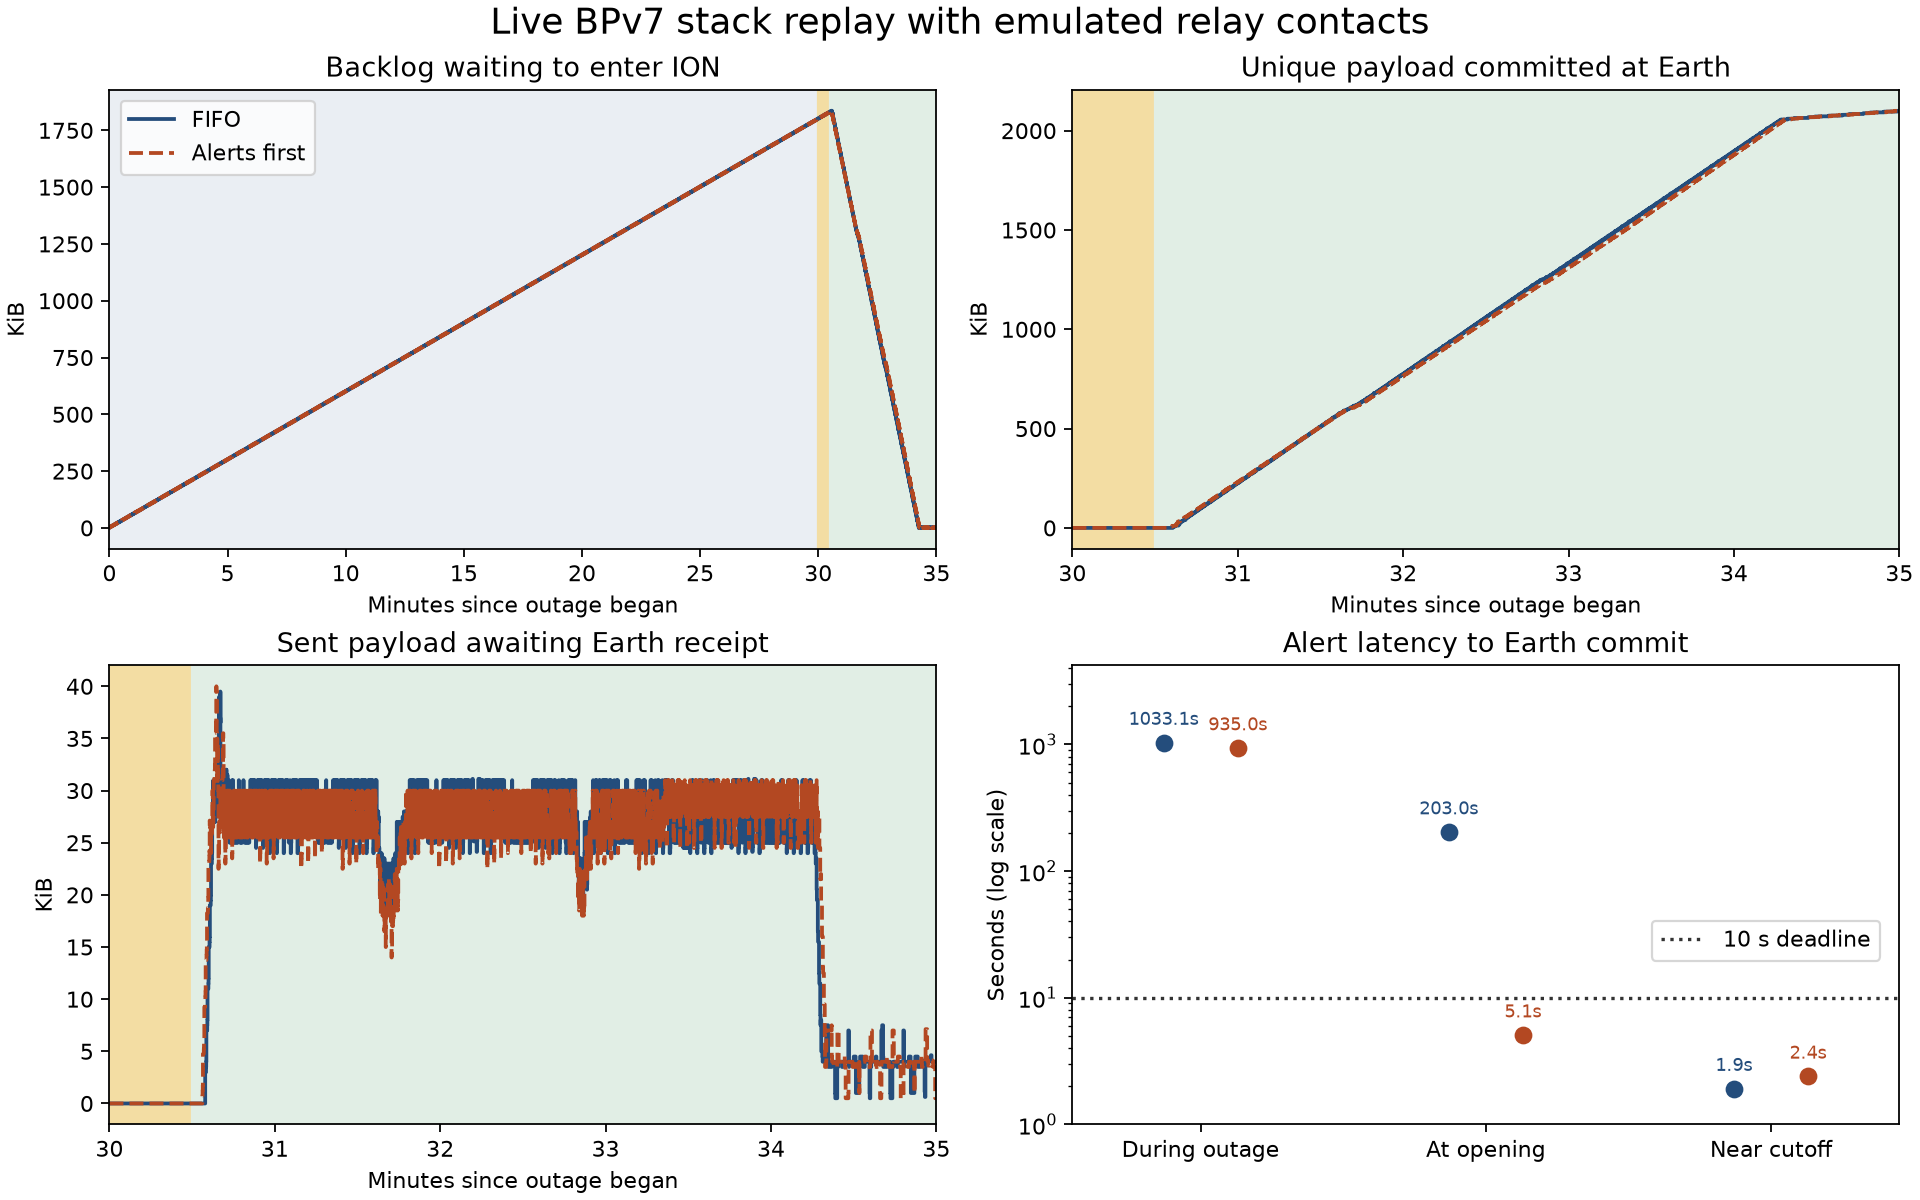 Live BPv7 stack replay with emulated relay contacts
Backlog waiting to enter ION
FIFO
Alerts first
KiB
1750
1500
1250
1000
750
500
250
0
0 5 10 15 20 25 30 35
Minutes since outage began
Unique payload committed at Earth
KiB
2000
1500
1000
500
0
30 31 32 33 34 35
Minutes since outage began
Sent payload awaiting Earth receipt
KiB
40
35
30
25
20
15
10
5
0
30 31 32 33 34 35
Minutes since outage began
Alert latency to Earth commit
Seconds (log scale)
10³
10²
10¹
10⁰
1033.1s
935.0s
203.0s
10 s deadline
5.1s
1.9s
2.4s
During outage At opening Near cutoff